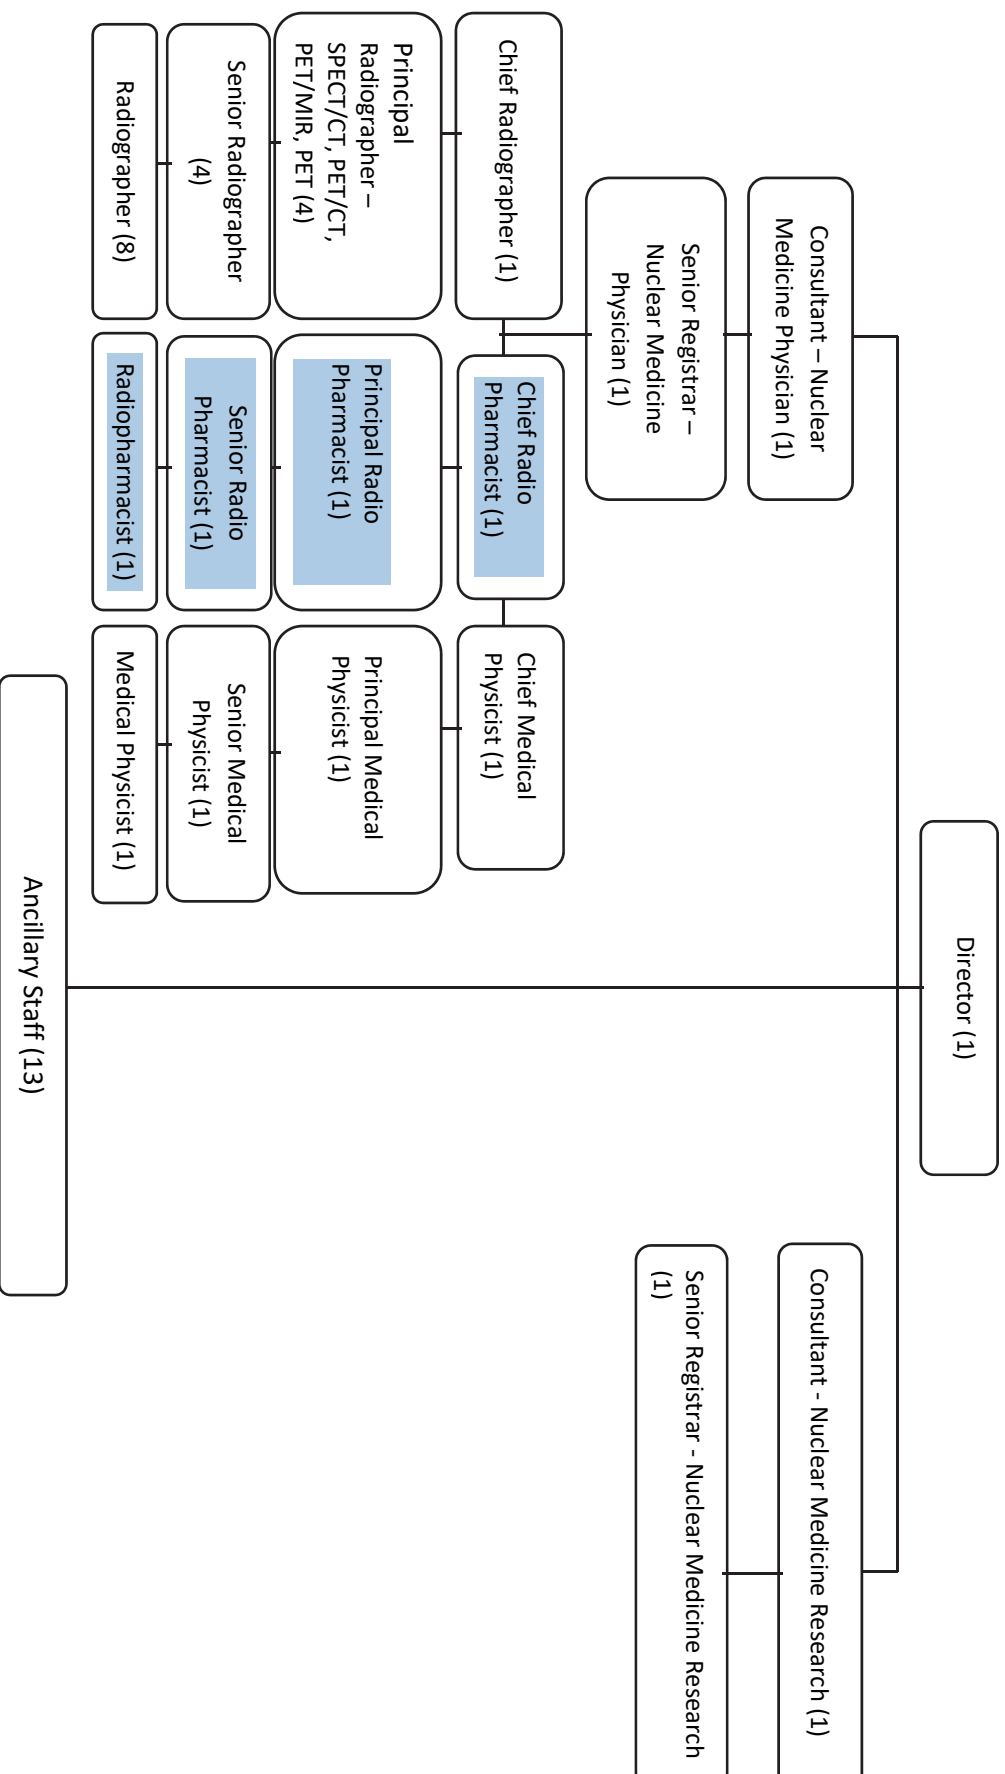 Director (1)
Consultant – Nuclear
Medicine Physician (1)
Consultant - Nuclear Medicine Research (1)
Senior Registrar –
Nuclear Medicine
Physician (1)
Senior Registrar - Nuclear Medicine Research
(1)
Chief Radiographer (1)
Chief Radio
Pharmacist (1)
Chief Medical
Physicist (1)
Principal
Radiographer –
SPECT/CT, PET/CT,
PET/MIR, PET (4)
Principal Radio
Pharmacist (1)
Principal Medical
Physicist (1)
Senior Radiographer
(4)
Senior Radio
Pharmacist (1)
Senior Medical
Physicist (1)
Radiographer (8)
Radiopharmacist (1)
Medical Physicist (1)
Ancillary Staff (13)